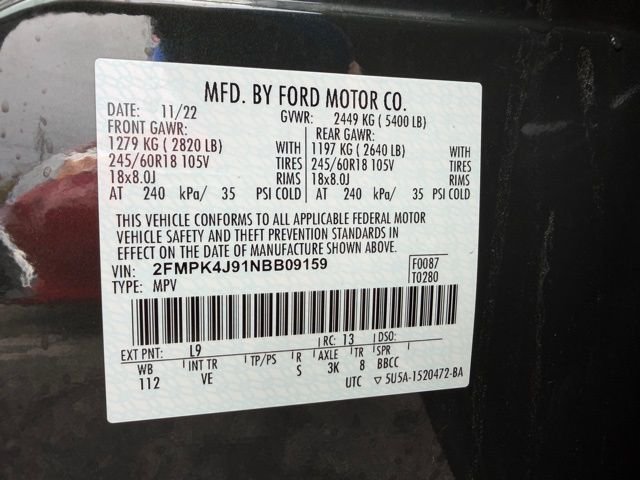 MFD. BY FORD MOTOR CO.
DATE: 11/22 GVWR: 2449 KG ( 5400 LB)
FRONT GAWR: REAR GAWR:
1279 KG ( 2820 LB) WITH 1197 KG ( 2640 LB) WITH
245/60R18 105V TIRES 245/60R18 105V TIRES
18x8.0J RIMS 18x8.0J RIMS
AT 240 kPa/ 35 PSI COLD AT 240 kPa/ 35 PSI COLD
THIS VEHICLE CONFORMS TO ALL APPLICABLE FEDERAL MOTOR
VEHICLE SAFETY AND THEFT PREVENTION STANDARDS IN
EFFECT ON THE DATE OF MANUFACTURE SHOWN ABOVE.
VIN: 2FMPK4J91NBB09159 F0087
TYPE: MPV T0280
EXT PNT: L9 RC: 13 DSO:
WB INT TR TP/PS R AXLE TR SPR
112 VE S 3K 8 BBCC
UTC ▽ 5U5A-1520472-BA